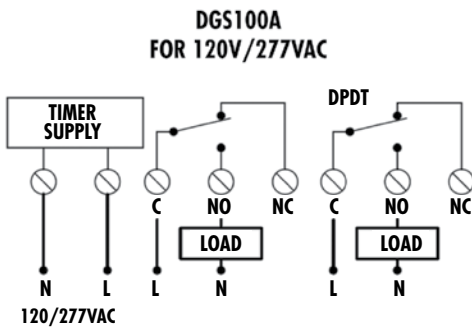 DGS100A
FOR 120V/277VAC
DPDT
TIMER
SUPPLY
C NO NC C NO NC
LOAD LOAD
N L L N L N
120/277VAC